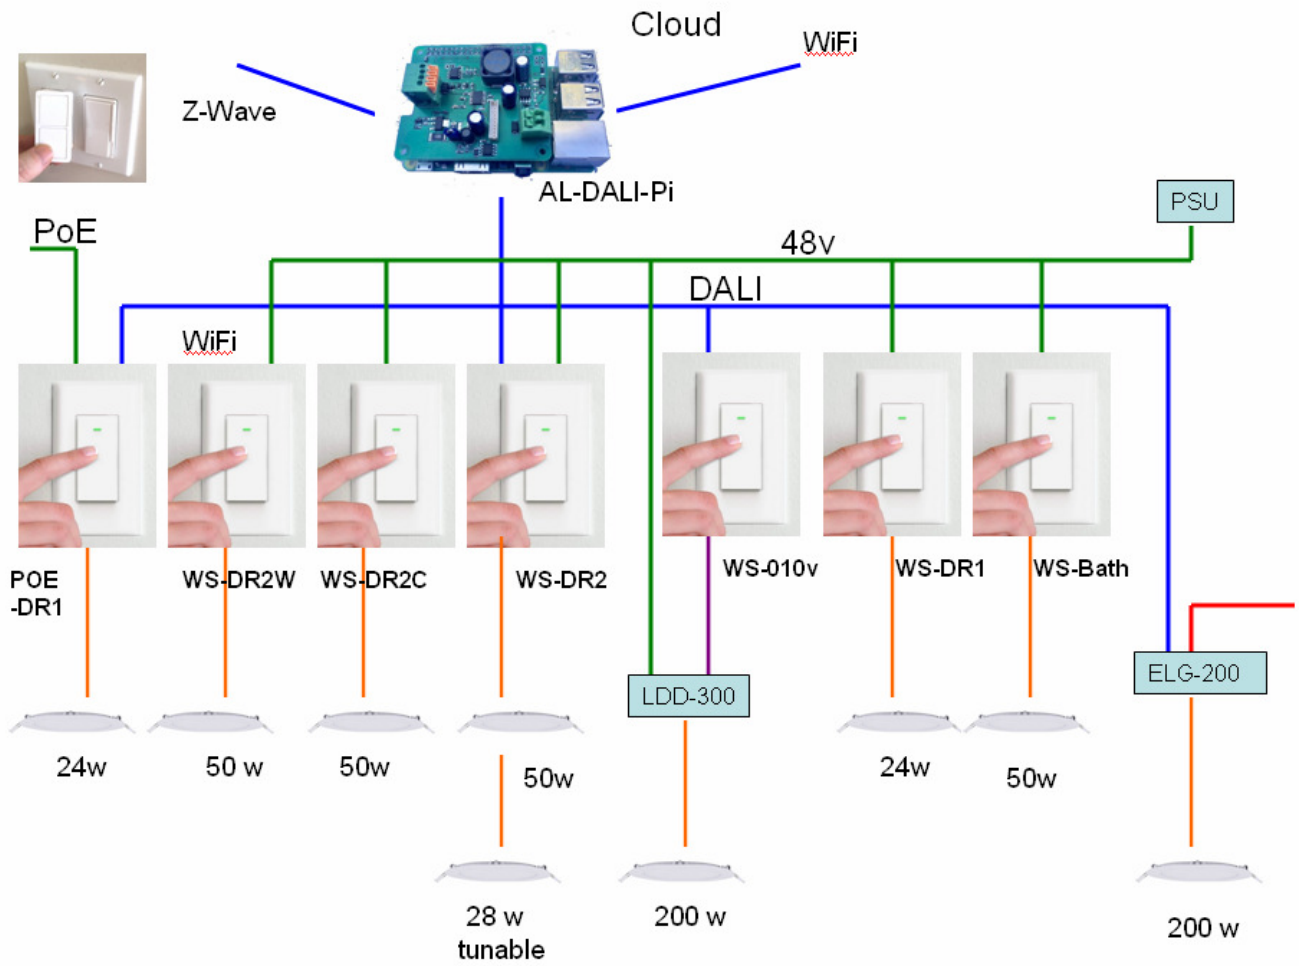 Cloud
WiFi
Z-Wave
AL-DALI-Pi
PSU
PoE
48v
DALI
WiFi
POE
-DR1
WS-DR2W
WS-DR2C
WS-DR2
WS-010v
WS-DR1
WS-Bath
ELG-200
LDD-300
24w
50 w
50w
50w
24w
50w
28 w
tunable
200 w
200 w